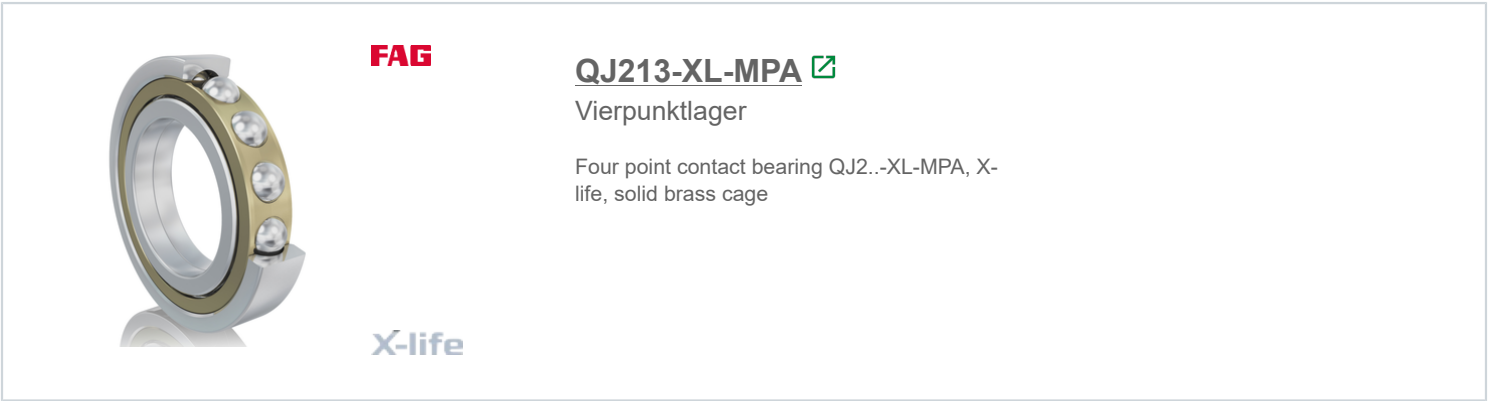 FAG
QJ213-XL-MPA
Vierpunktlager
Four point contact bearing QJ2..-XL-MPA, X-
life, solid brass cage
X-life